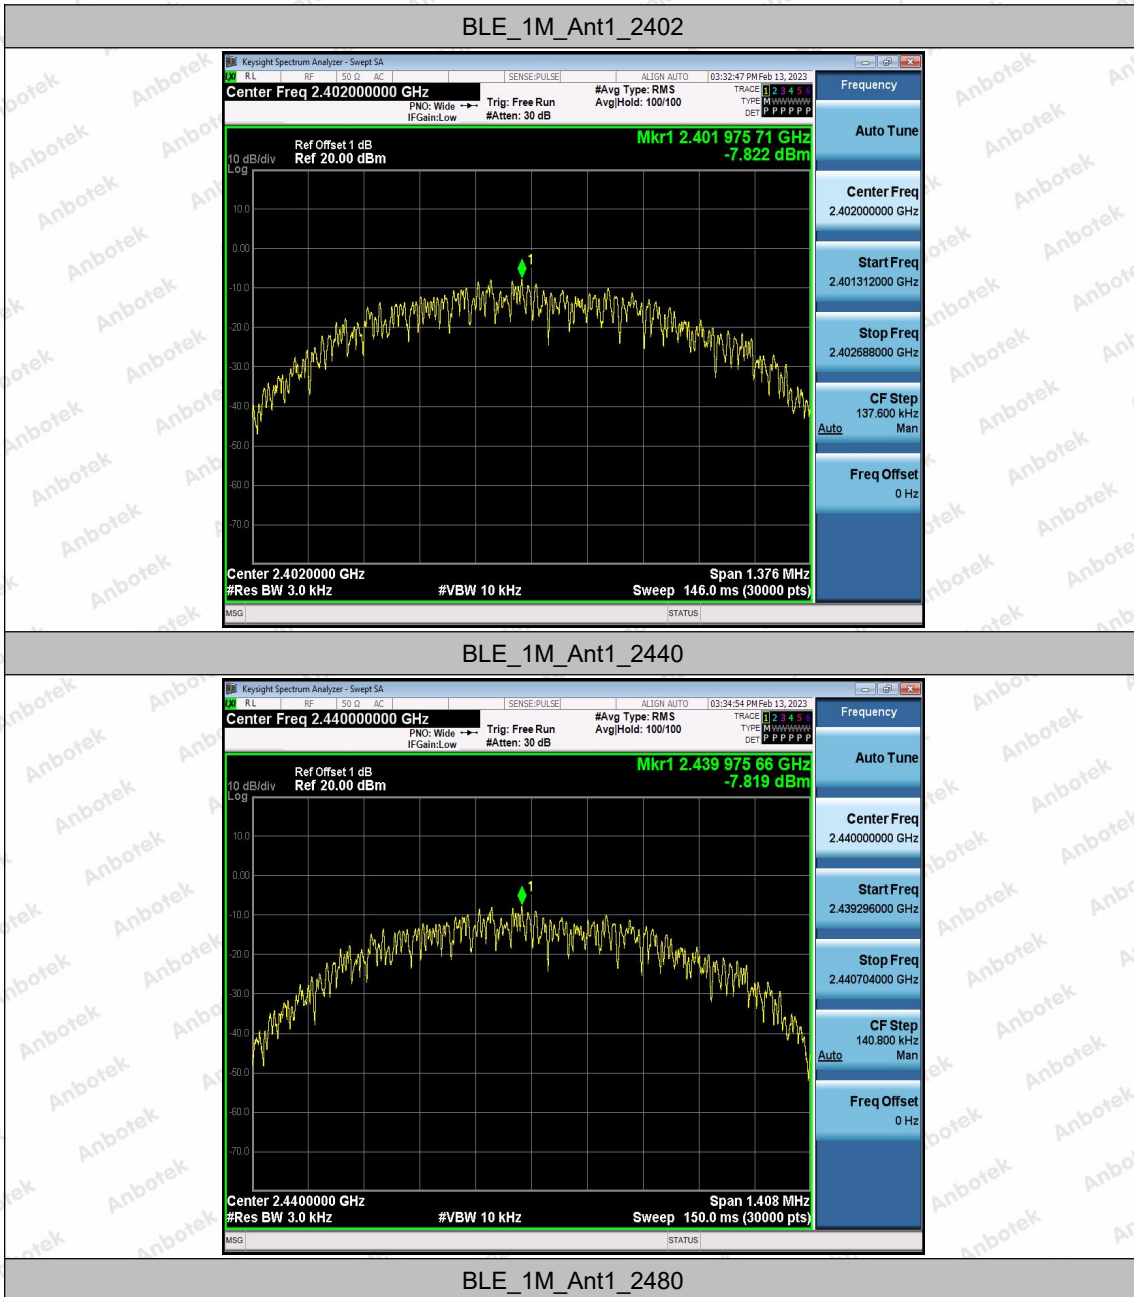 BLE_1M_Ant1_2402
Keysight Spectrum Analyzer - Swept SA
RL RF 50 Ω AC SENSE:PULSE ALIGN AUTO 03:32:47 PM Feb 13, 2023
Center Freq 2.402000000 GHz #Avg Type: RMS TRACE 1 2 3 4 5 6
PNO: Wide Trig: Free Run Avg|Hold: 100/100 TYPE M W W W W W
IFGain:Low #Atten: 30 dB DET P P P P P P
Mkr1 2.401 975 71 GHz
-7.822 dBm
Ref Offset 1 dB
10 dB/div Ref 20.00 dBm
Log
10.0
0.00
1
-10.0
-20.0
-30.0
-40.0
-50.0
-60.0
-70.0
Center 2.4020000 GHz Span 1.376 MHz
#Res BW 3.0 kHz #VBW 10 kHz Sweep 146.0 ms (30000 pts)
MSG STATUS
Frequency
Auto Tune
Center Freq
2.402000000 GHz
Start Freq
2.401312000 GHz
Stop Freq
2.402688000 GHz
CF Step
137.600 kHz
Auto Man
Freq Offset
0 Hz
BLE_1M_Ant1_2440
Keysight Spectrum Analyzer - Swept SA
RL RF 50 Ω AC SENSE:PULSE ALIGN AUTO 03:34:54 PM Feb 13, 2023
Center Freq 2.440000000 GHz #Avg Type: RMS TRACE 1 2 3 4 5 6
PNO: Wide Trig: Free Run Avg|Hold: 100/100 TYPE M W W W W W
IFGain:Low #Atten: 30 dB DET P P P P P P
Mkr1 2.439 975 66 GHz
-7.819 dBm
Ref Offset 1 dB
10 dB/div Ref 20.00 dBm
Log
10.0
0.00
1
-10.0
-20.0
-30.0
-40.0
-50.0
-60.0
-70.0
Center 2.4400000 GHz Span 1.408 MHz
#Res BW 3.0 kHz #VBW 10 kHz Sweep 150.0 ms (30000 pts)
MSG STATUS
Frequency
Auto Tune
Center Freq
2.440000000 GHz
Start Freq
2.439296000 GHz
Stop Freq
2.440704000 GHz
CF Step
140.800 kHz
Auto Man
Freq Offset
0 Hz
BLE_1M_Ant1_2480
Anbotek